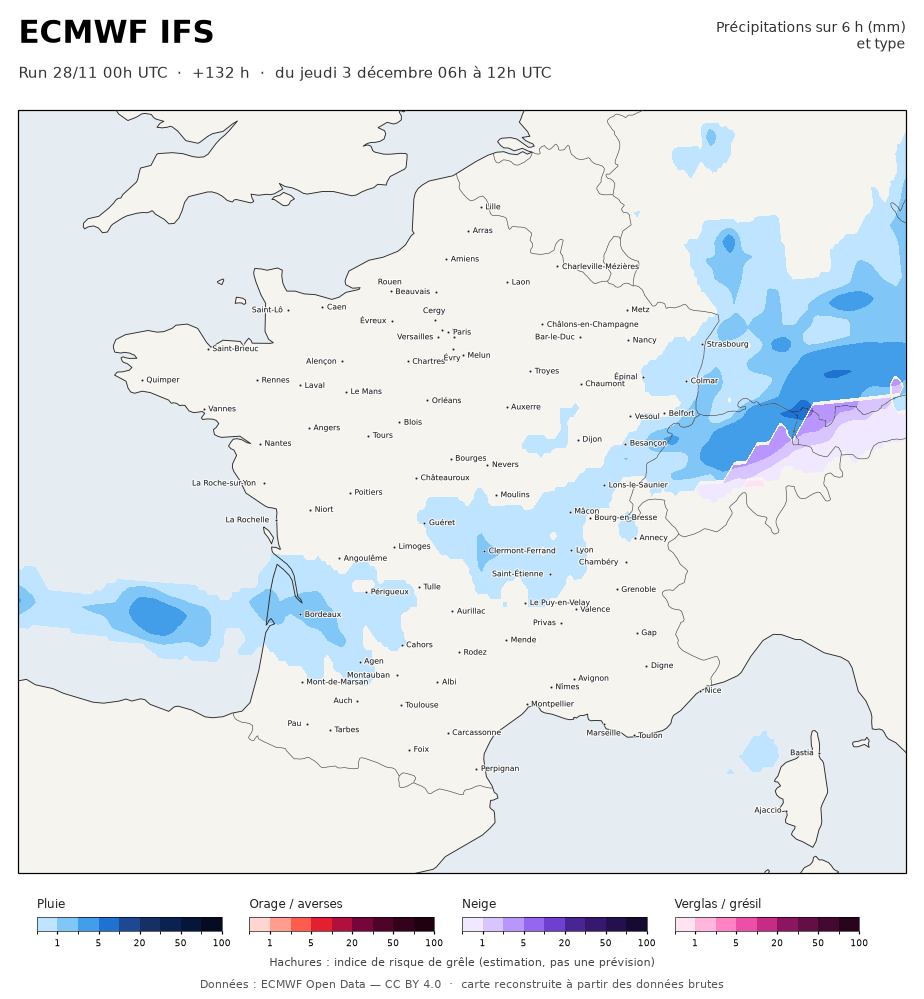 ECMWF IFS
Précipitations sur 6 h (mm)
et type
Run 28/11 00h UTC · +132 h · du jeudi 3 décembre 06h à 12h UTC
Lille
Arras
Amiens
Charleville-Mézières
Rouen
Beauvais
Laon
Saint-Lô
Caen
Cergy
Metz
Évreux
Châlons-en-Champagne
Versailles
Paris
Bar-le-Duc
Nancy
Strasbourg
Saint-Brieuc
Alençon
Chartres
Évry
Melun
Quimper
Rennes
Laval
Troyes
Épinal
Chaumont
Colmar
Le Mans
Orléans
Vannes
Auxerre
Vesoul
Belfort
Angers
Blois
Tours
Nantes
Dijon
Besançon
Bourges
Nevers
La Roche-sur-Yon
Châteauroux
Lons-le-Saunier
Poitiers
Moulins
Niort
Mâcon
Bourg-en-Bresse
La Rochelle
Guéret
Annecy
Limoges
Clermont-Ferrand
Lyon
Angoulême
Chambéry
Saint-Étienne
Périgueux
Tulle
Grenoble
Bordeaux
Aurillac
Le Puy-en-Velay
Valence
Privas
Gap
Cahors
Mende
Rodez
Agen
Digne
Montauban
Mont-de-Marsan
Albi
Avignon
Nîmes
Nice
Auch
Toulouse
Montpellier
Pau
Tarbes
Carcassonne
Marseille
Toulon
Foix
Bastia
Perpignan
Ajaccio
Pluie
Orage / averses
Neige
Verglas / grésil
1 5 20 50 100
1 5 20 50 100
1 5 20 50 100
1 5 20 50 100
Hachures : indice de risque de grêle (estimation, pas une prévision)
Données : ECMWF Open Data — CC BY 4.0 · carte reconstruite à partir des données brutes